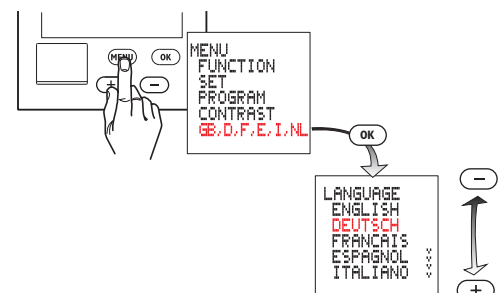 MENU
OK
+
−
MENU
FUNCTION
SET
PROGRAM
CONTRAST
GB,D,F,E,I,NL
OK
LANGUAGE
ENGLISH
DEUTSCH
FRANCAIS
ESPAGNOL
ITALIANO
−
+